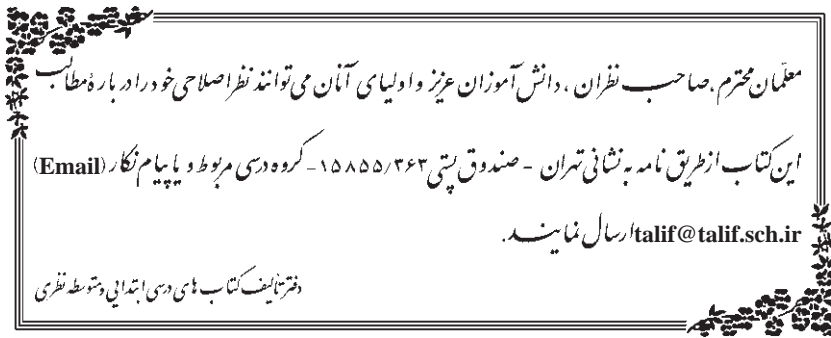 معلّمان محترم، صاحب نظران، دانش آموزان عزیز و اولیای آنان می توانند نظر اصلاحی خود را دربارهٔ مطالب
این کتاب از طریق نامه به نشانی تهران - صندوق پستی ۱۵۸۵۵/۳۶۳ - گروه درسی مربوط و یا پیام نگار (Email)
talif@talif.sch.ir ارسال نمایند.
دفتر تألیف کتاب های درسی ابتدایی و متوسطه نظری